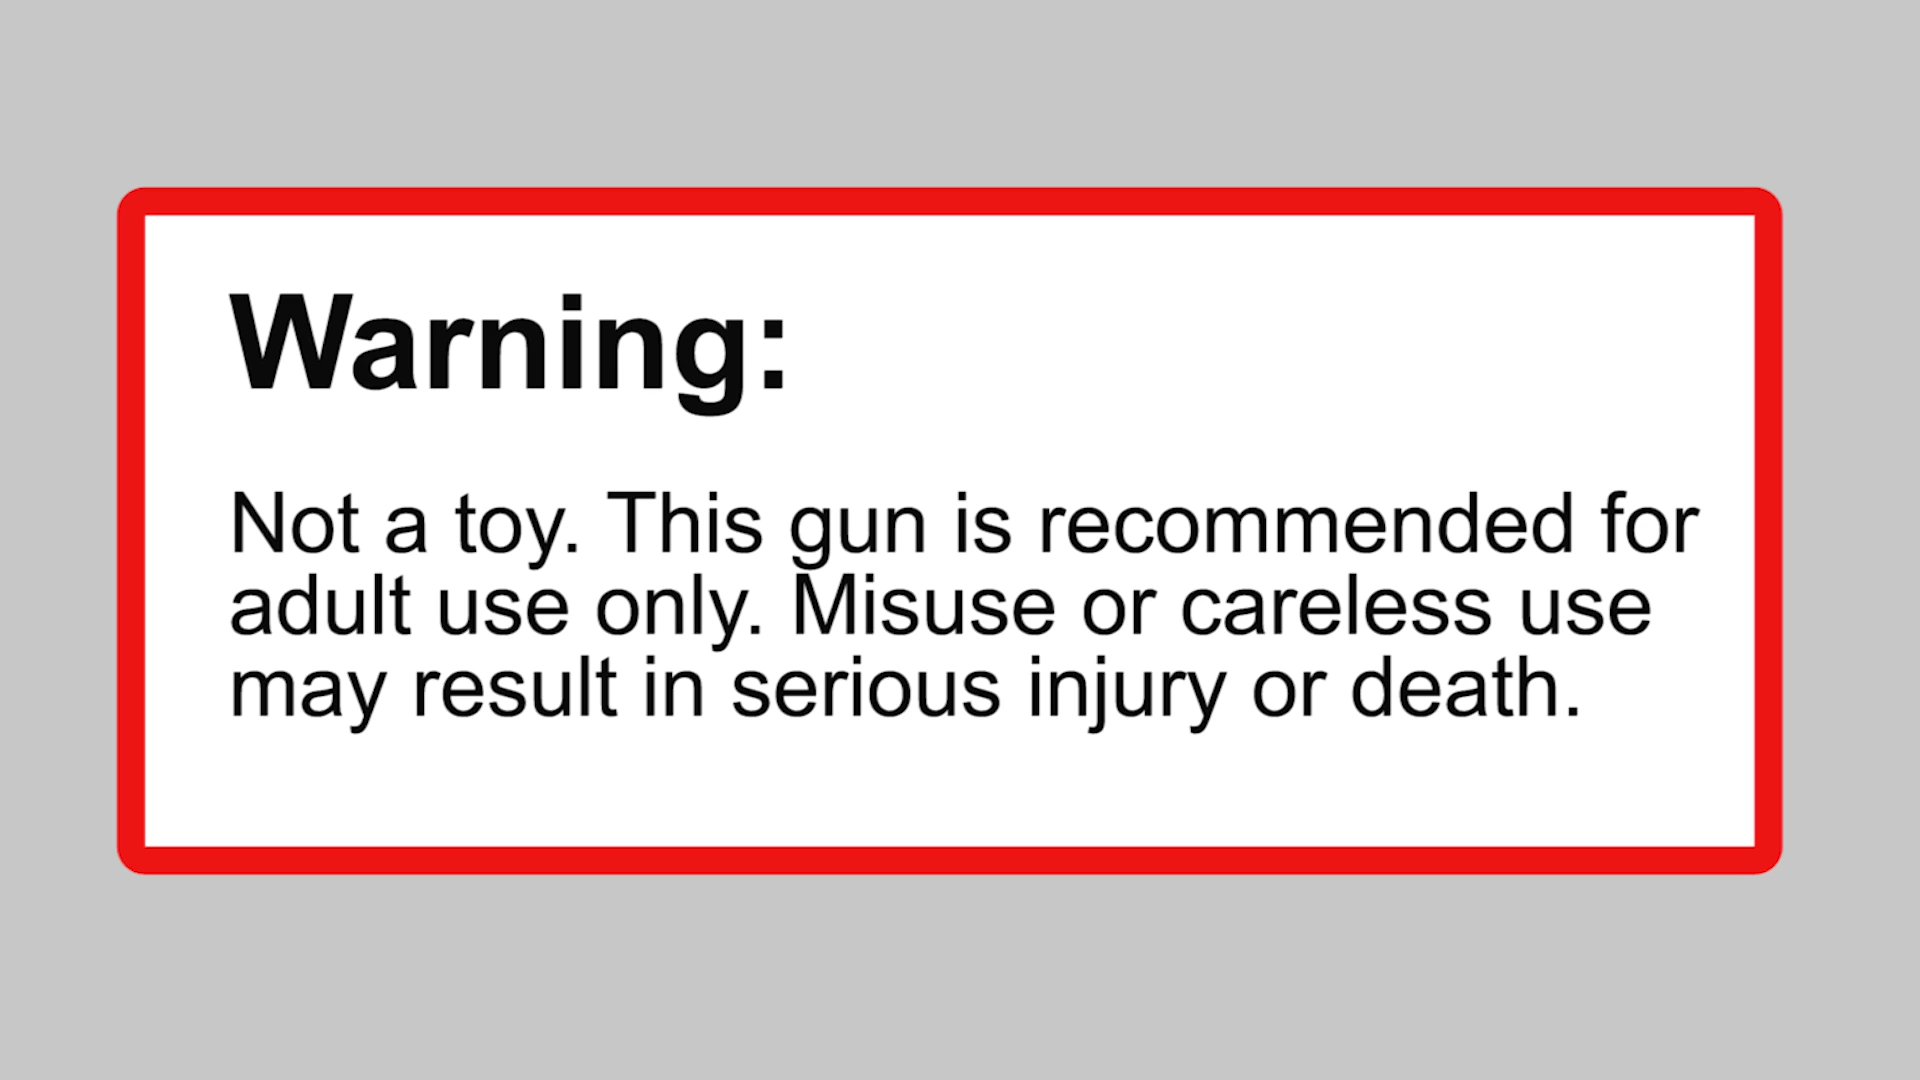 Warning:
Not a toy. This gun is recommended for
adult use only. Misuse or careless use
may result in serious injury or death.